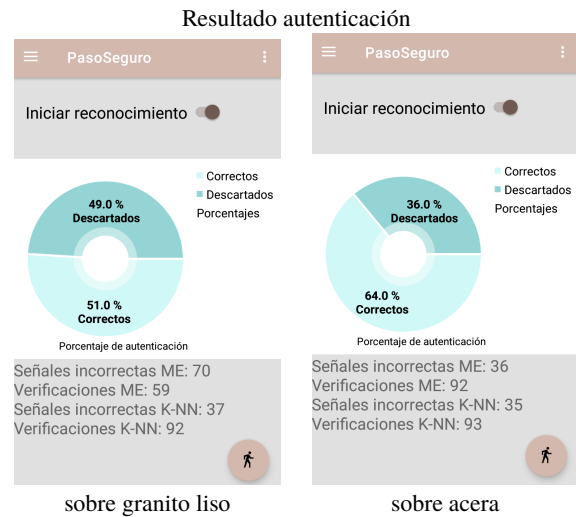 Resultado autenticación
PasoSeguro
Iniciar reconocimiento
Correctos
Descartados
Porcentajes
49.0 %
Descartados
51.0 %
Correctos
Porcentaje de autenticación
Señales incorrectas ME: 70
Verificaciones ME: 59
Señales incorrectas K-NN: 37
Verificaciones K-NN: 92
sobre granito liso
PasoSeguro
Iniciar reconocimiento
Correctos
Descartados
Porcentajes
36.0 %
Descartados
64.0 %
Correctos
Porcentaje de autenticación
Señales incorrectas ME: 36
Verificaciones ME: 92
Señales incorrectas K-NN: 35
Verificaciones K-NN: 93
sobre acera